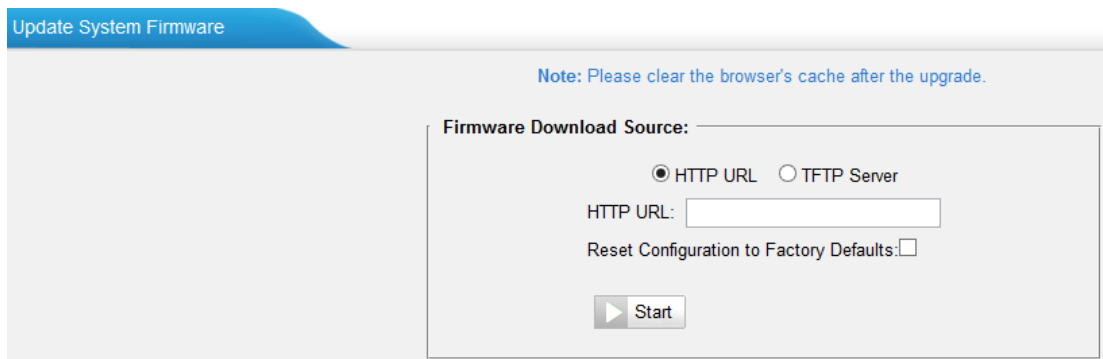 Update System Firmware
Note: Please clear the browser's cache after the upgrade.
Firmware Download Source:
HTTP URL TFTP Server
HTTP URL:
Reset Configuration to Factory Defaults:
Start